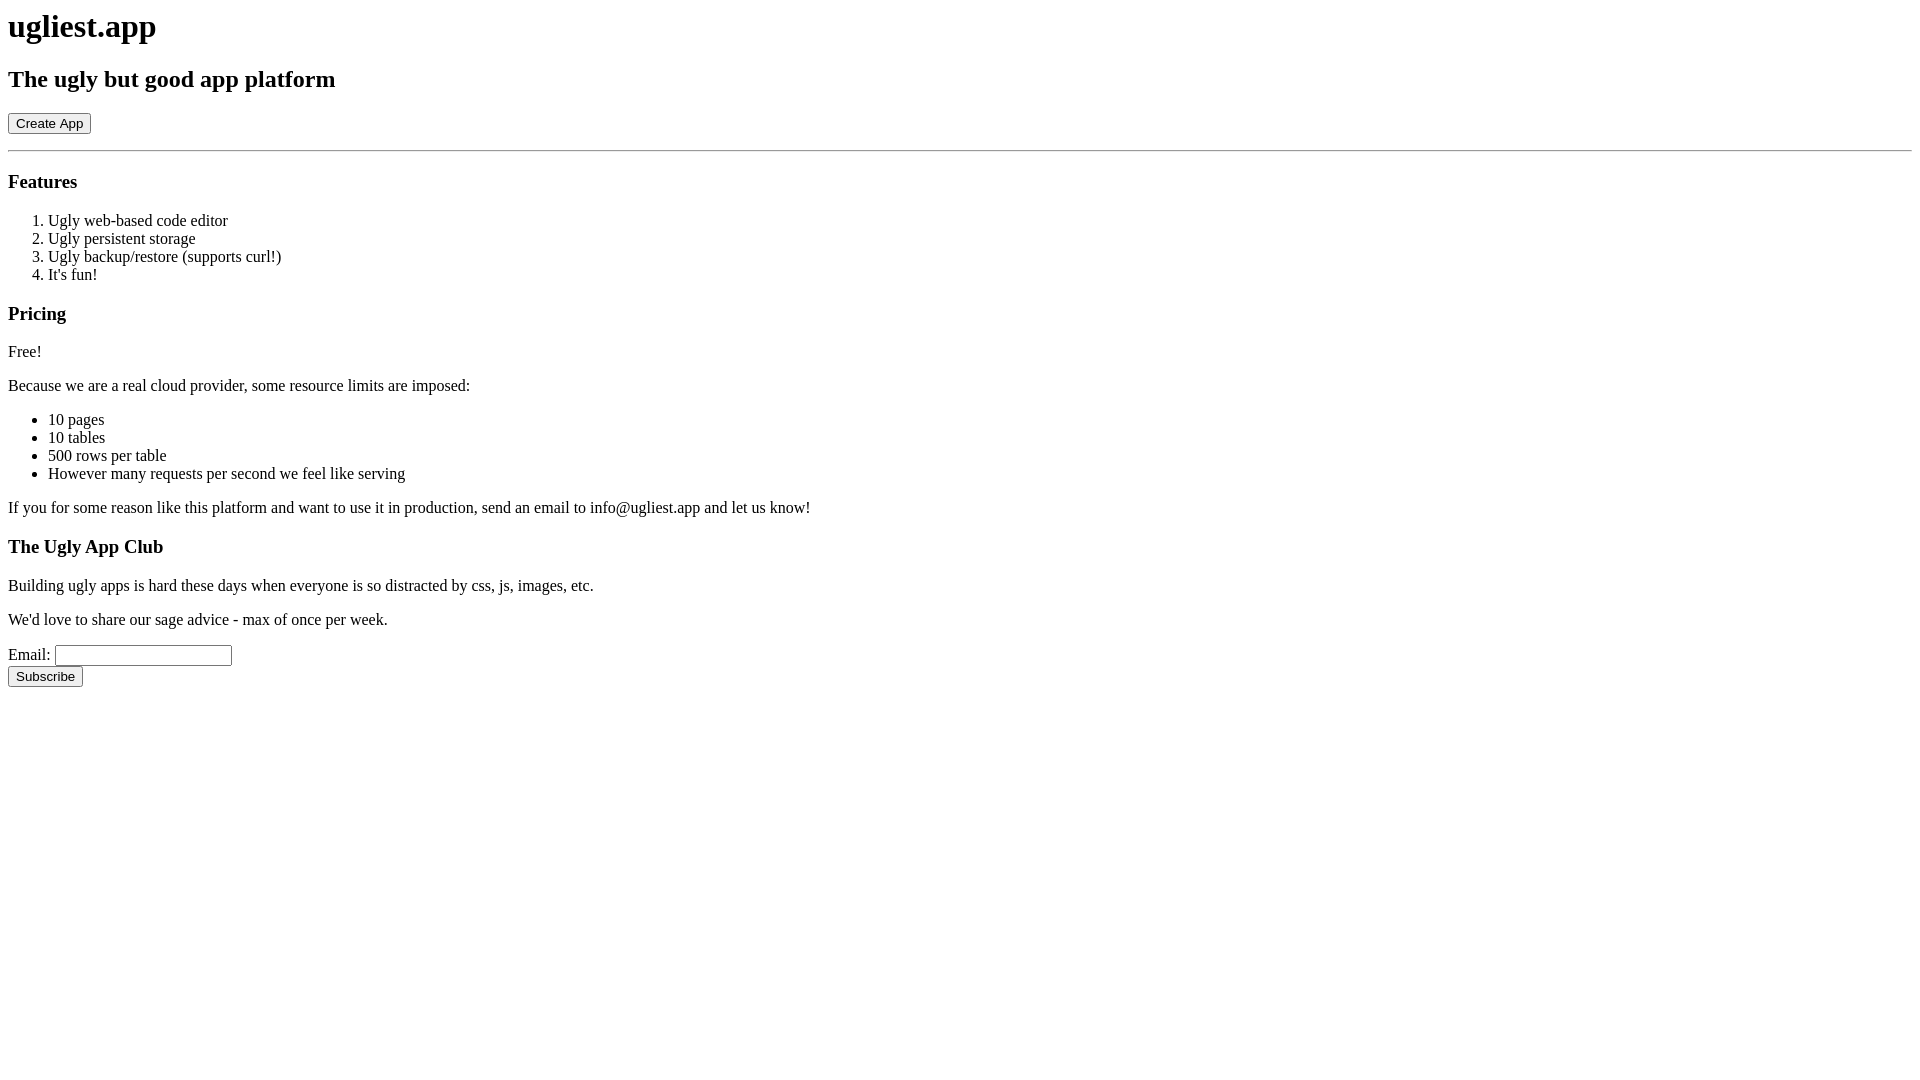 ugliest.app
The ugly but good app platform
Create App
Features
1. Ugly web-based code editor
2. Ugly persistent storage
3. Ugly backup/restore (supports curl!)
4. It's fun!
Pricing
Free!
Because we are a real cloud provider, some resource limits are imposed:
• 10 pages
• 10 tables
• 500 rows per table
• However many requests per second we feel like serving
If you for some reason like this platform and want to use it in production, send an email to info@ugliest.app and let us know!
The Ugly App Club
Building ugly apps is hard these days when everyone is so distracted by css, js, images, etc.
We'd love to share our sage advice - max of once per week.
Email:
Subscribe